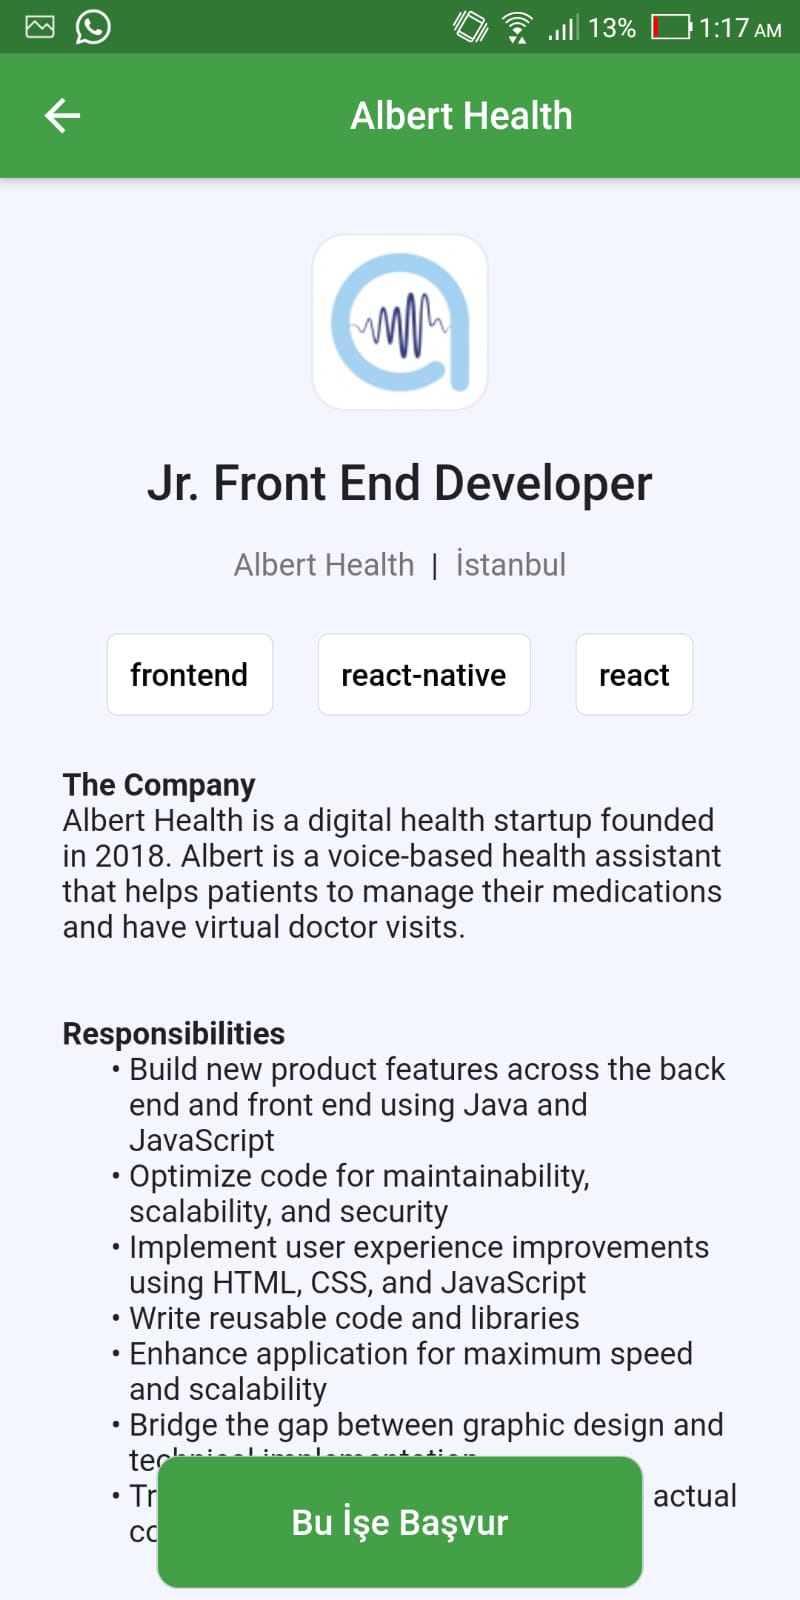 13% 1:17 AM
Albert Health
Jr. Front End Developer
Albert Health | İstanbul
frontend react-native react
The Company
Albert Health is a digital health startup founded
in 2018. Albert is a voice-based health assistant
that helps patients to manage their medications
and have virtual doctor visits.
Responsibilities
• Build new product features across the back
end and front end using Java and
JavaScript
• Optimize code for maintainability,
scalability, and security
• Implement user experience improvements
using HTML, CSS, and JavaScript
• Write reusable code and libraries
• Enhance application for maximum speed
and scalability
• Bridge the gap between graphic design and
technical implementation
• actual
Bu İşe Başvur